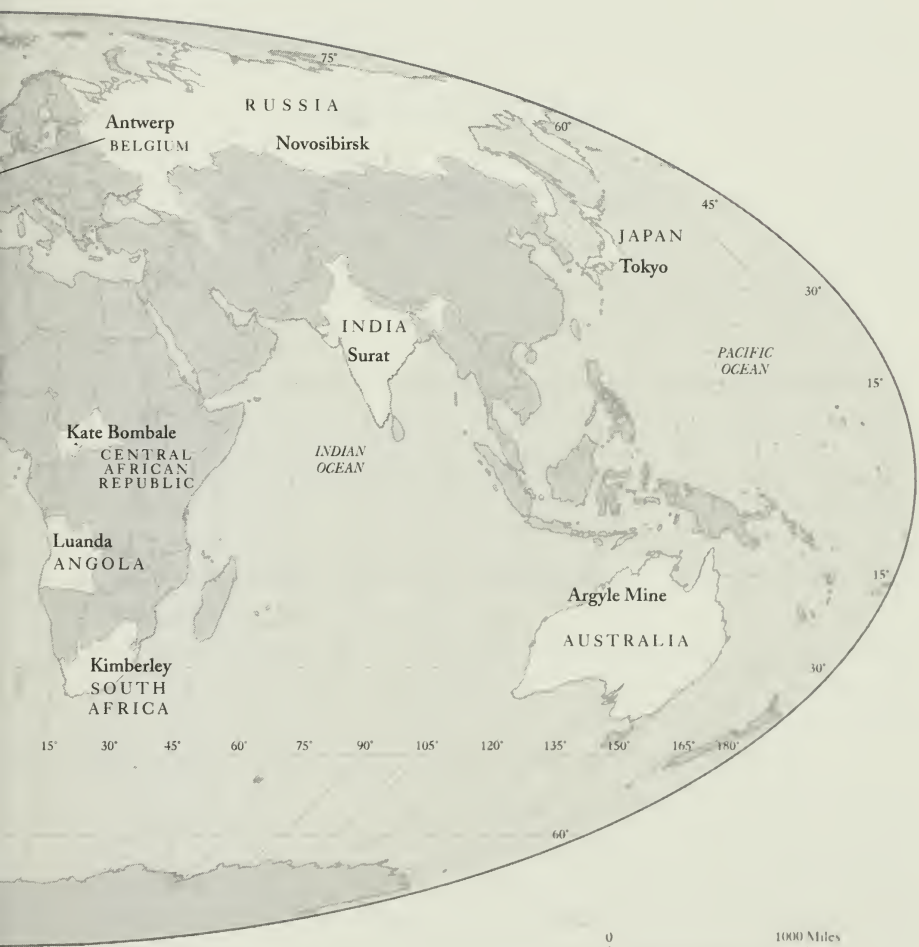 75°
RUSSIA
60°
Antwerp
BELGIUM
Novosibirsk
45°
JAPAN
Tokyo
30°
INDIA
Surat
PACIFIC
OCEAN
15°
Kate Bombale
CENTRAL
AFRICAN
REPUBLIC
INDIAN
OCEAN
Luanda
ANGOLA
15°
Argyle Mine
AUSTRALIA
Kimberley
SOUTH
AFRICA
30°
15° 30° 45° 60° 75° 90° 105° 120° 135° 150° 165° 180°
60°
0 1000 Miles